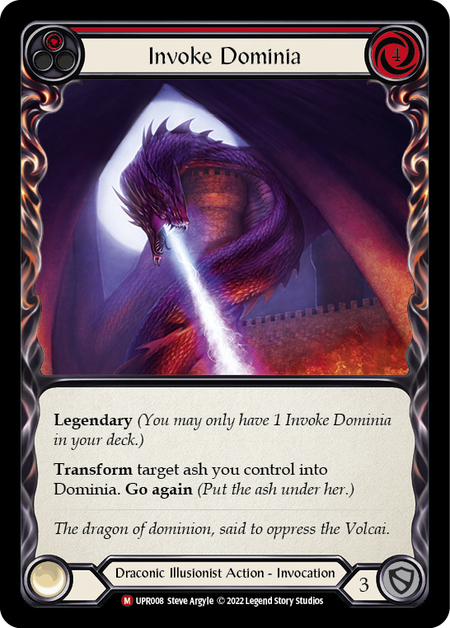 Invoke Dominia
4
Legendary (You may only have 1 Invoke Dominia
in your deck.)
Transform target ash you control into
Dominia. Go again (Put the ash under her.)
The dragon of dominion, said to oppress the Volcai.
Draconic Illusionist Action - Invocation
3
M UPR008 Steve Argyle © 2022 Legend Story Studios